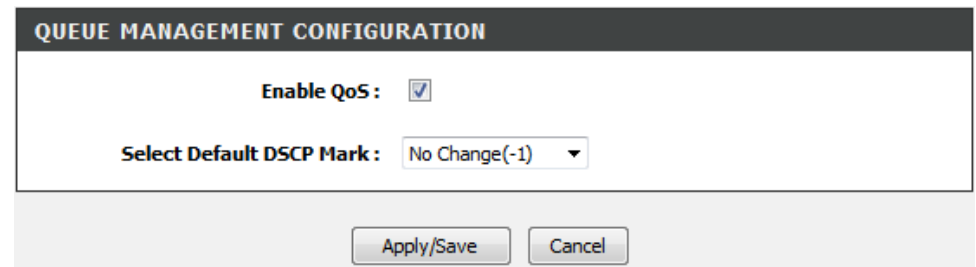 QUEUE MANAGEMENT CONFIGURATION
Enable QoS :
Select Default DSCP Mark : No Change(-1)
Apply/Save Cancel